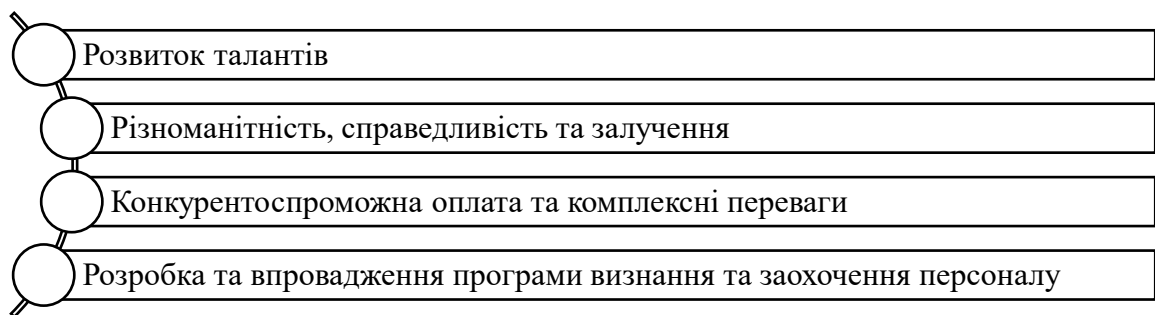 Розвиток талантів
Різноманітність, справедливість та залучення
Конкурентоспроможна оплата та комплексні переваги
Розробка та впровадження програми визнання та заохочення персоналу